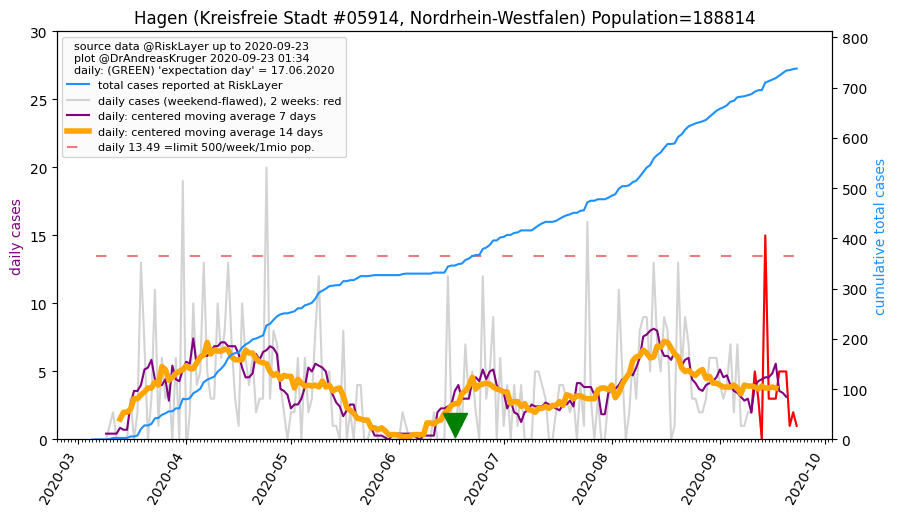 Hagen (Kreisfreie Stadt #05914, Nordrhein-Westfalen) Population=188814
source data @RiskLayer up to 2020-09-23
plot @DrAndreasKruger 2020-09-23 01:34
daily: (GREEN) 'expectation day' = 17.06.2020
total cases reported at RiskLayer
daily cases (weekend-flawed), 2 weeks: red
daily: centered moving average 7 days
daily: centered moving average 14 days
daily 13.49 =limit 500/week/1mio pop.
daily cases
30
25
20
15
10
5
0
cumulative total cases
800
700
600
500
400
300
200
100
0
2020-03
2020-04
2020-05
2020-06
2020-07
2020-08
2020-09
2020-10